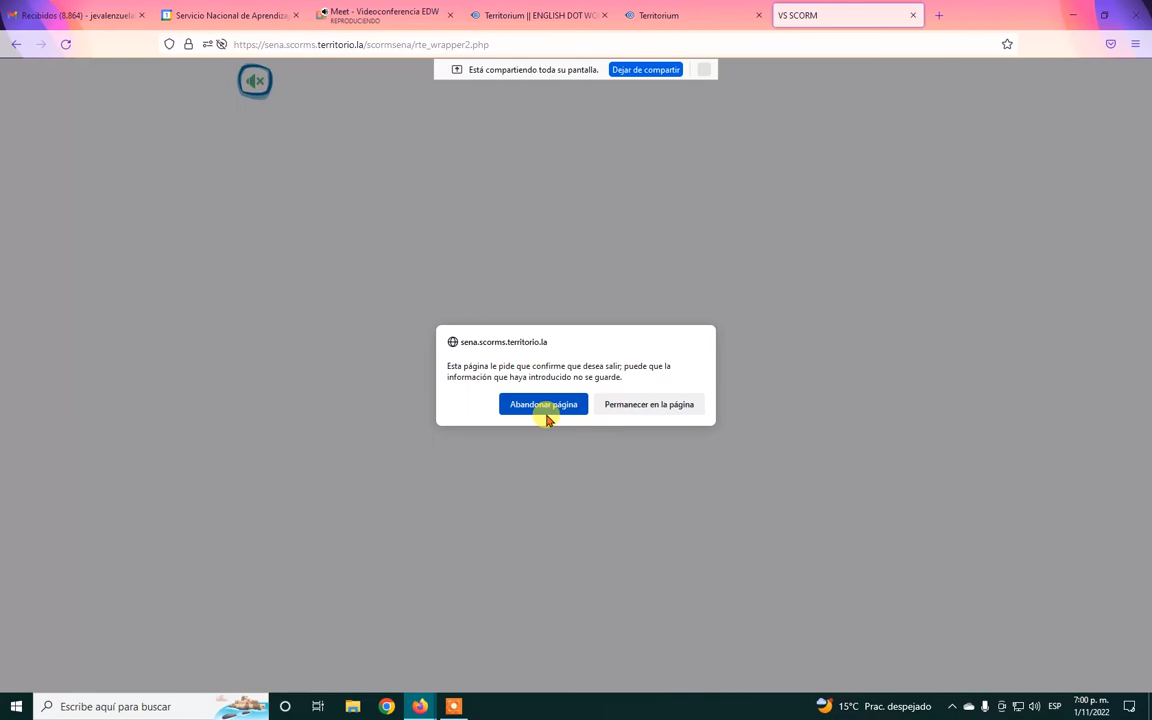 Recibidos (8.864) - jevalenzuela
Servicio Nacional de Aprendizaj
Meet - Videoconferencia EDW
REPRODUCIENDO
Territorium || ENGLISH DOT WO
Territorium
VS SCORM
https://sena.scorms.territorio.la/scormsena/rte_wrapper2.php
Está compartiendo toda su pantalla.
Dejar de compartir
sena.scorms.territorio.la
Esta página le pide que confirme que desea salir; puede que la
información que haya introducido no se guarde.
Abandonar página
Permanecer en la página
Escribe aquí para buscar
15°C Prac. despejado
ESP
7:00 p. m.
1/11/2022